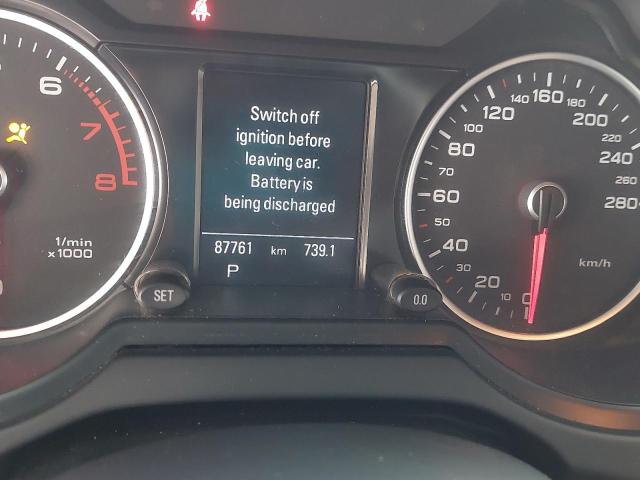 Switch off
ignition before
leaving car.
Battery is
being discharged
87761 km 739.1
P
6
7
8
1/min
x1000
SET
0.0
0
10
20
30
40
50
60
80
100
120
140
160
180
200
220
240
260
280
km/h